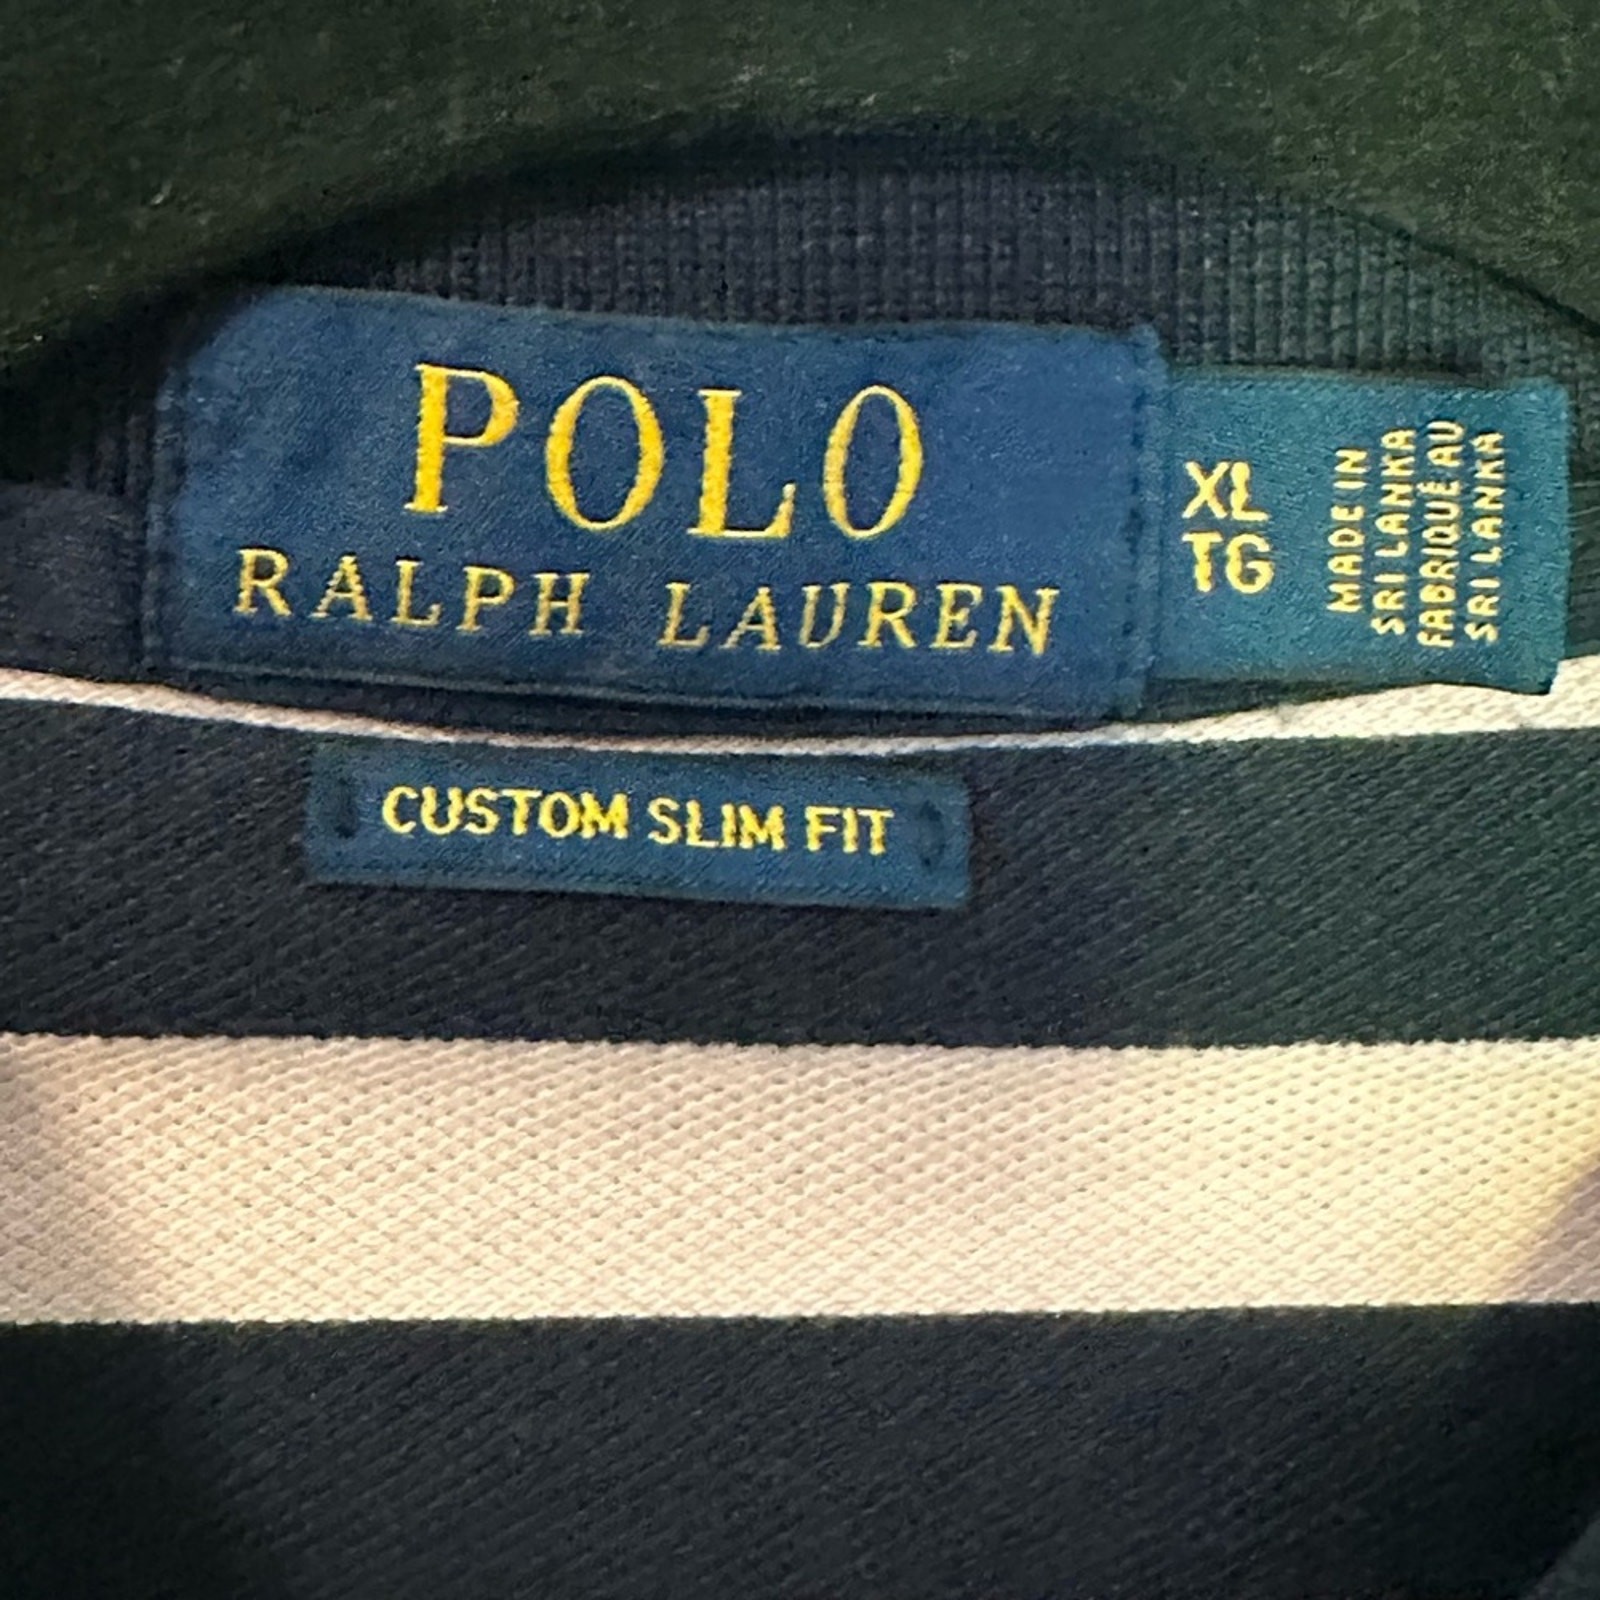 POLO
RALPH LAUREN
XL
TG
MADE IN
SRI LANKA
FABRIQUÉ AU
SRI LANKA
CUSTOM SLIM FIT